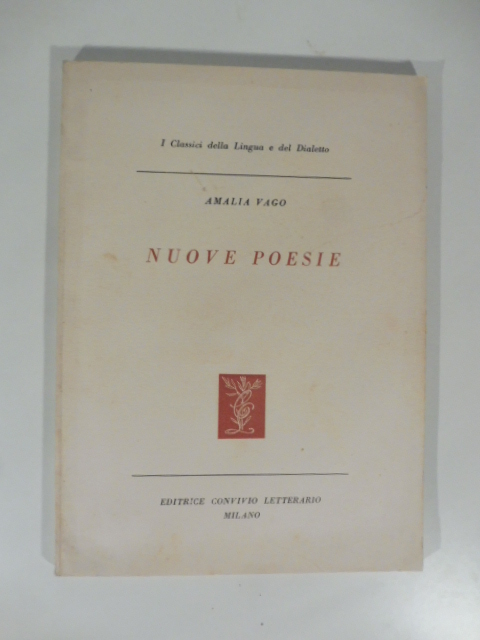 I Classici della Lingua e del Dialetto
AMALIA VAGO
NUOVE POESIE
EDITRICE CONVIVIO LETTERARIO
MILANO